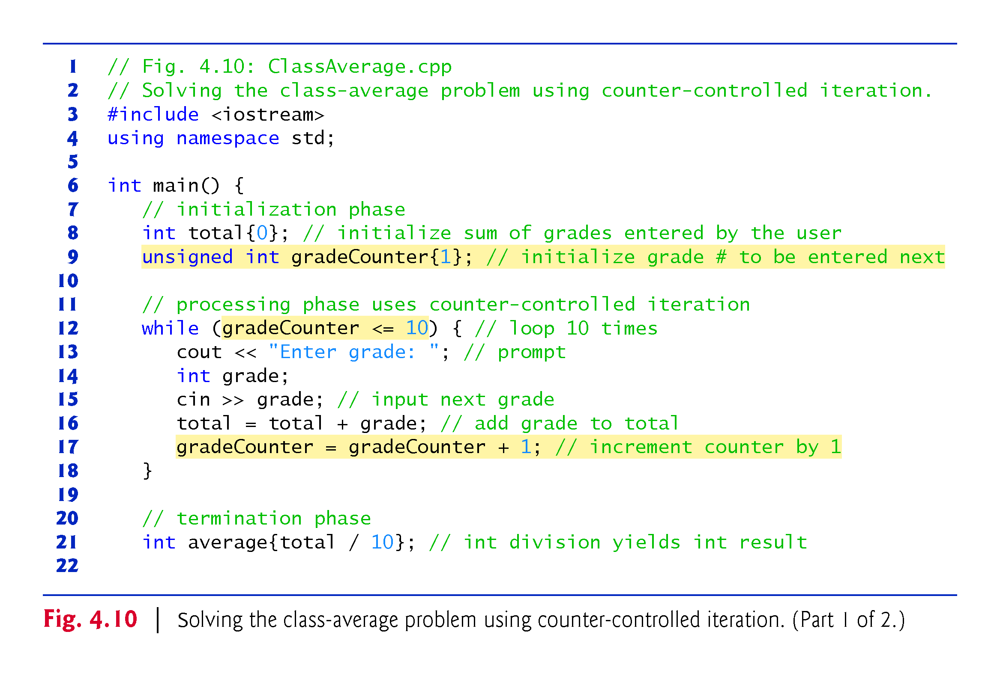 1 // Fig. 4.10: ClassAverage.cpp
2 // Solving the class-average problem using counter-controlled iteration.
3 #include <iostream>
4 using namespace std;
5
6 int main() {
7    // initialization phase
8    int total{0}; // initialize sum of grades entered by the user
9    unsigned int gradeCounter{1}; // initialize grade # to be entered next
10
11    // processing phase uses counter-controlled iteration
12    while (gradeCounter <= 10) { // loop 10 times
13       cout << "Enter grade: "; // prompt
14       int grade;
15       cin >> grade; // input next grade
16       total = total + grade; // add grade to total
17       gradeCounter = gradeCounter + 1; // increment counter by 1
18    }
19
20    // termination phase
21    int average{total / 10}; // int division yields int result
22
Fig. 4.10 | Solving the class-average problem using counter-controlled iteration. (Part 1 of 2.)